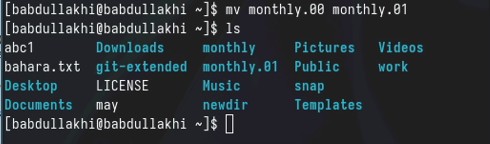 [babdullakhi@babdullakhi ~]$ mv monthly.00 monthly.01
[babdullakhi@babdullakhi ~]$ ls
abc1 Downloads monthly Pictures Videos
bahara.txt git-extended monthly.01 Public work
Desktop LICENSE Music snap
Documents may newdir Templates
[babdullakhi@babdullakhi ~]$